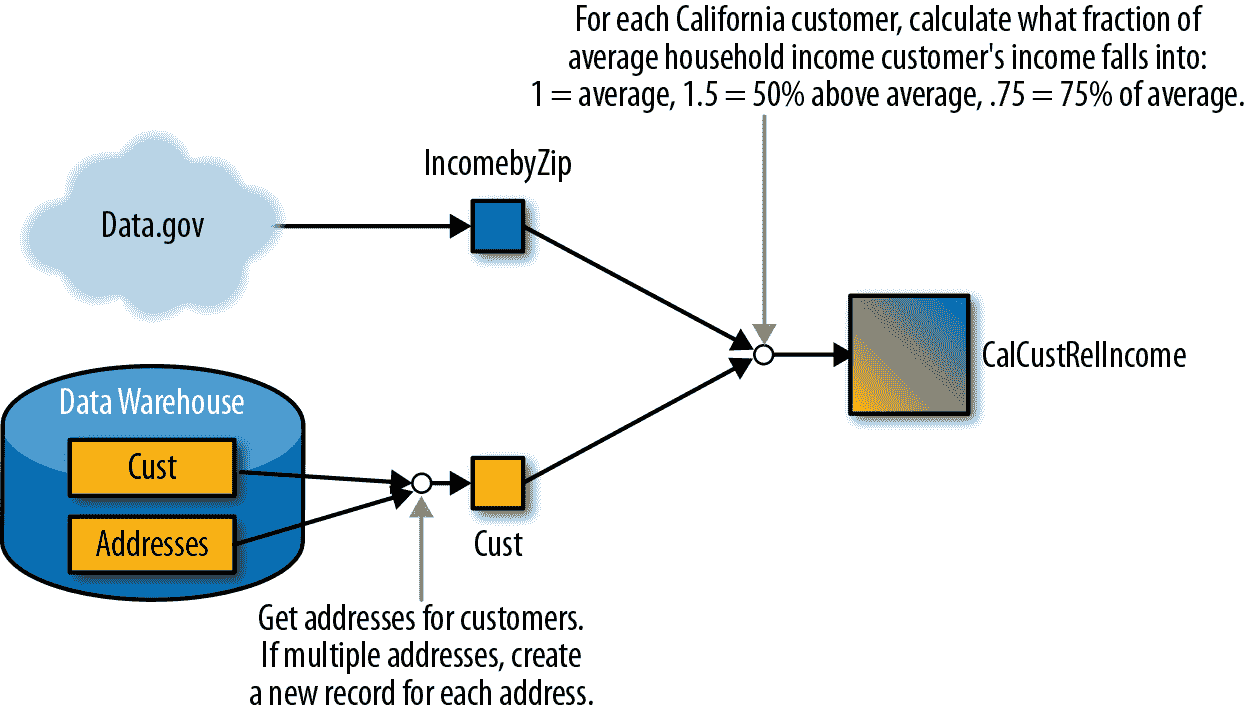 For each California customer, calculate what fraction of
average household income customer's income falls into:
1 = average, 1.5 = 50% above average, .75 = 75% of average.
IncomebyZip
Data.gov
CalCustRelIncome
Data Warehouse
Cust
Addresses
Cust
Get addresses for customers.
If multiple addresses, create
a new record for each address.